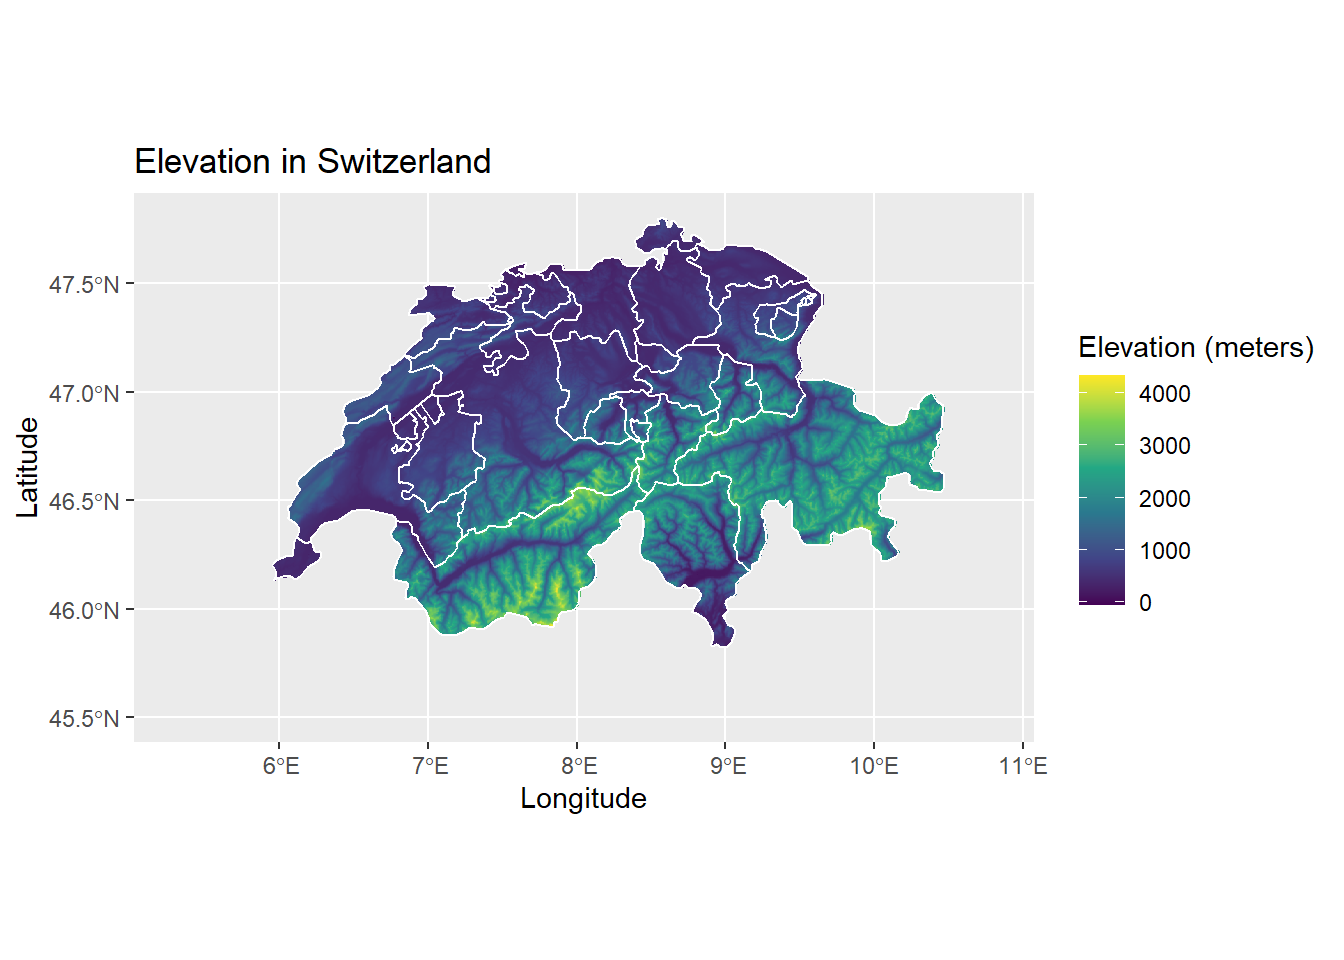 Elevation in Switzerland
47.5°N
47.0°N
46.5°N
46.0°N
45.5°N
Latitude
6°E 7°E 8°E 9°E 10°E 11°E
Longitude
Elevation (meters)
4000
3000
2000
1000
0